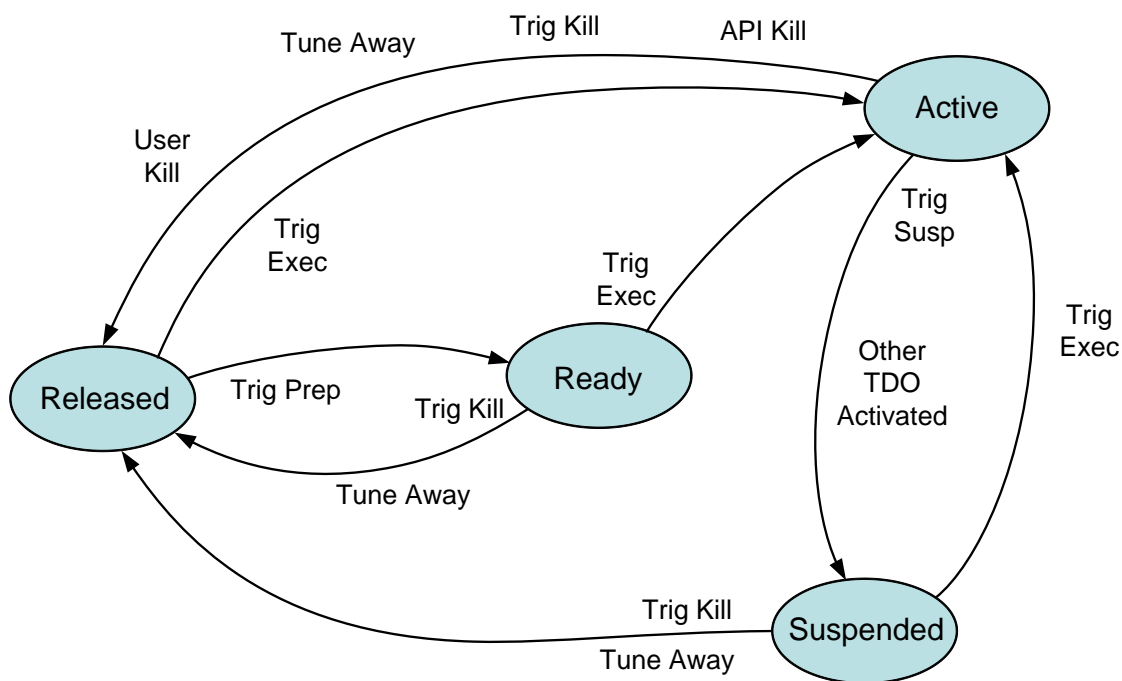 Trig Kill
API Kill
Tune Away
Active
User
Kill
Trig
Susp
Trig
Exec
Trig
Exec
Trig
Exec
Other
TDO
Activated
Ready
Released
Trig Prep
Trig Kill
Tune Away
Trig Kill
Suspended
Tune Away